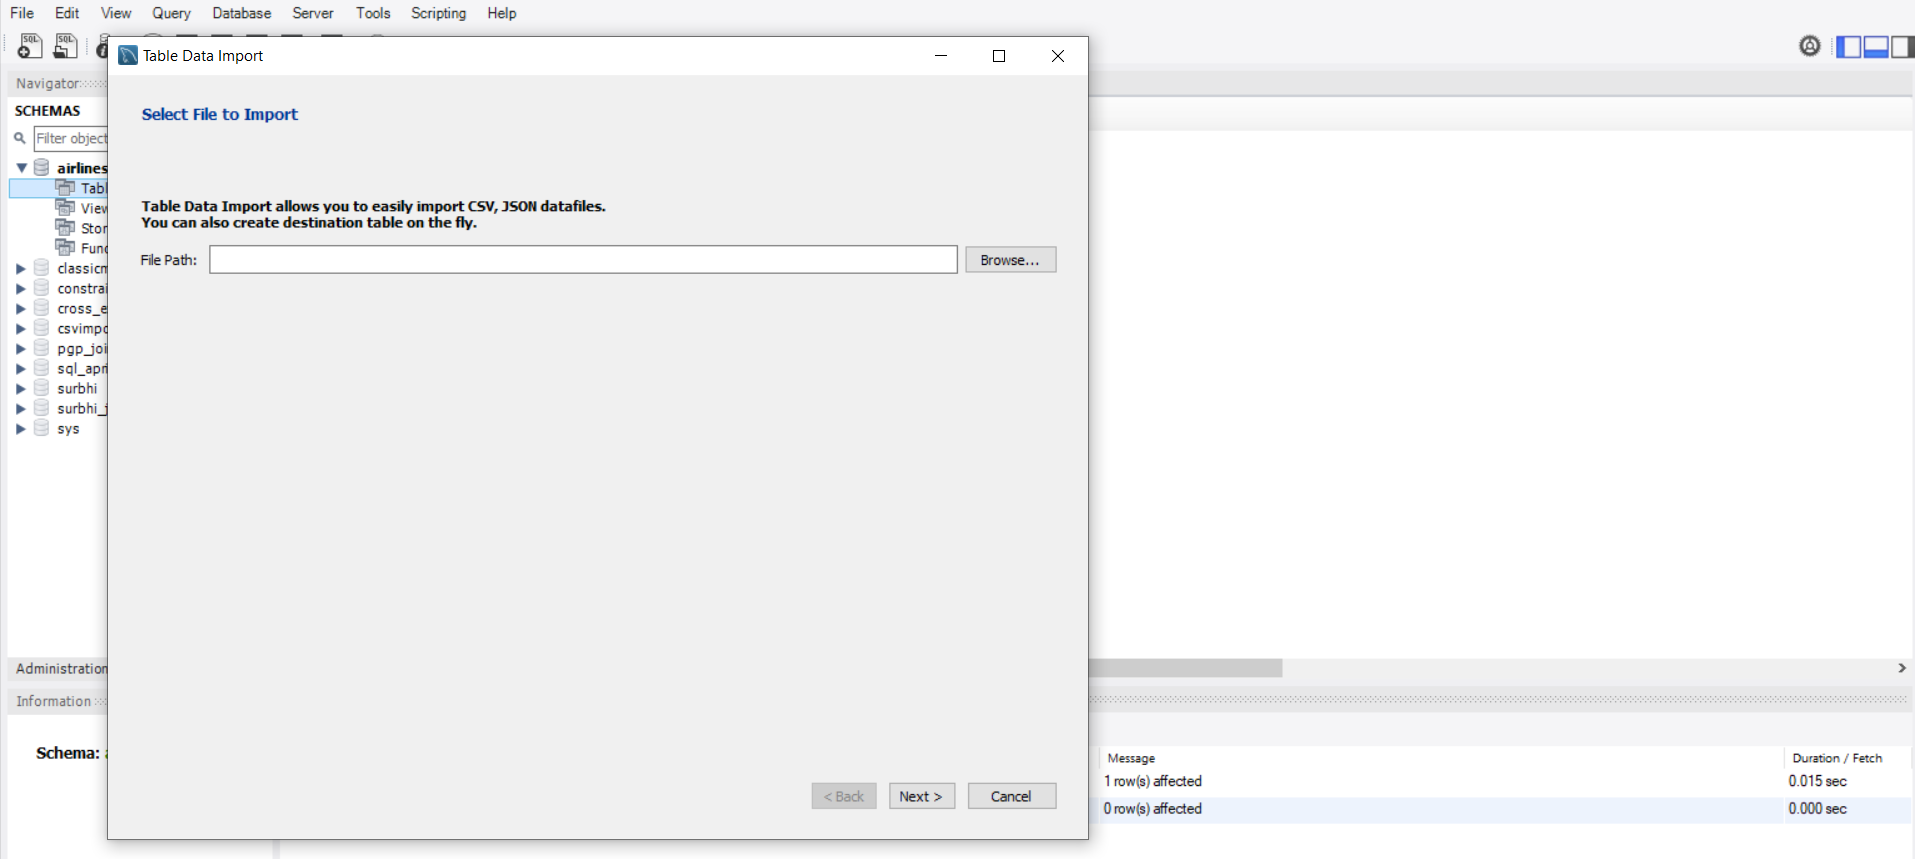 File Edit View Query Database Server Tools Scripting Help
SQL SQL
Table Data Import
Navigator
SCHEMAS
Filter object
airlines
Tabl
View
Stor
Func
classicm
constrai
cross_e
csvimpo
pgp_joi
sql_apri
surbhi
surbhi_j
sys
Administration
Information
Schema:
Select File to Import
Table Data Import allows you to easily import CSV, JSON datafiles.
You can also create destination table on the fly.
File Path: Browse...
< Back Next > Cancel
Message Duration / Fetch
1 row(s) affected 0.015 sec
0 row(s) affected 0.000 sec